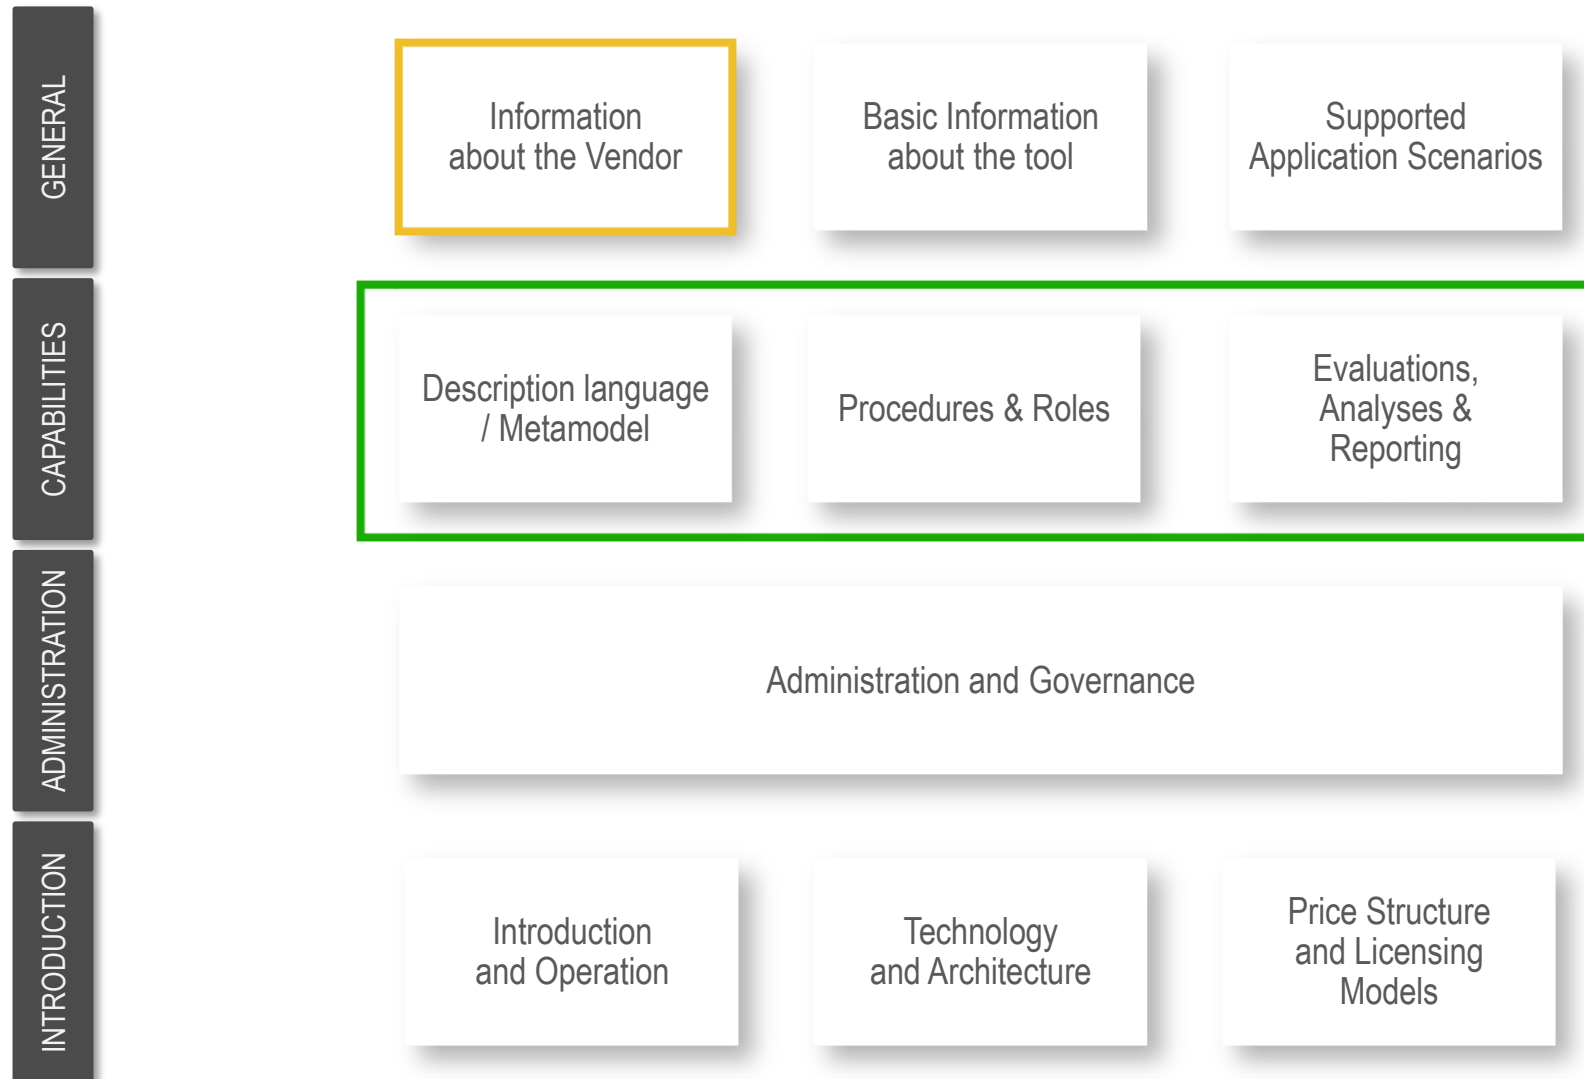 GENERAL
Information
about the Vendor
Basic Information
about the tool
Supported
Application Scenarios
CAPABILITIES
Description language
/ Metamodel
Procedures & Roles
Evaluations,
Analyses &
Reporting
ADMINISTRATION
Administration and Governance
INTRODUCTION
Introduction
and Operation
Technology
and Architecture
Price Structure
and Licensing
Models